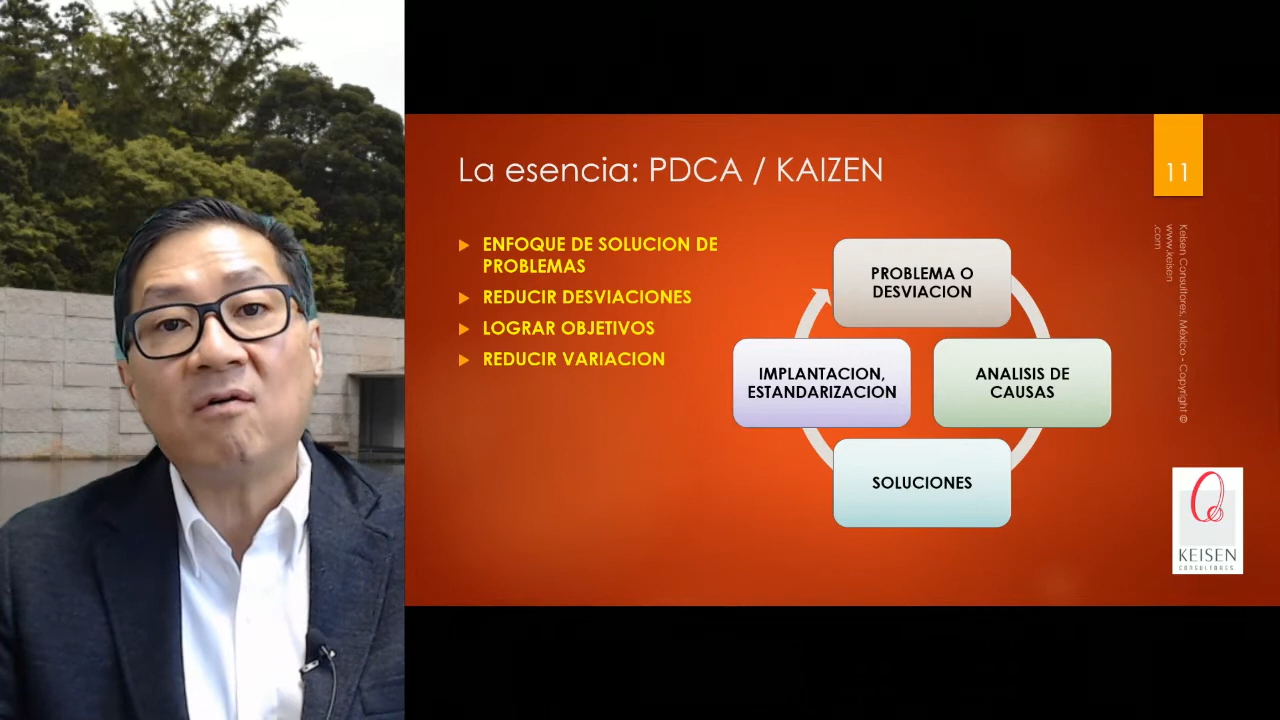 La esencia: PDCA / KAIZEN
11
ENFOQUE DE SOLUCION DE
PROBLEMAS
REDUCIR DESVIACIONES
LOGRAR OBJETIVOS
REDUCIR VARIACION
PROBLEMA O
DESVIACION
ANALISIS DE
CAUSAS
SOLUCIONES
IMPLANTACION,
ESTANDARIZACION
Keisen Consultores, México - Copyright ©
www.keisen
.com
KEISEN
CONSULTORES